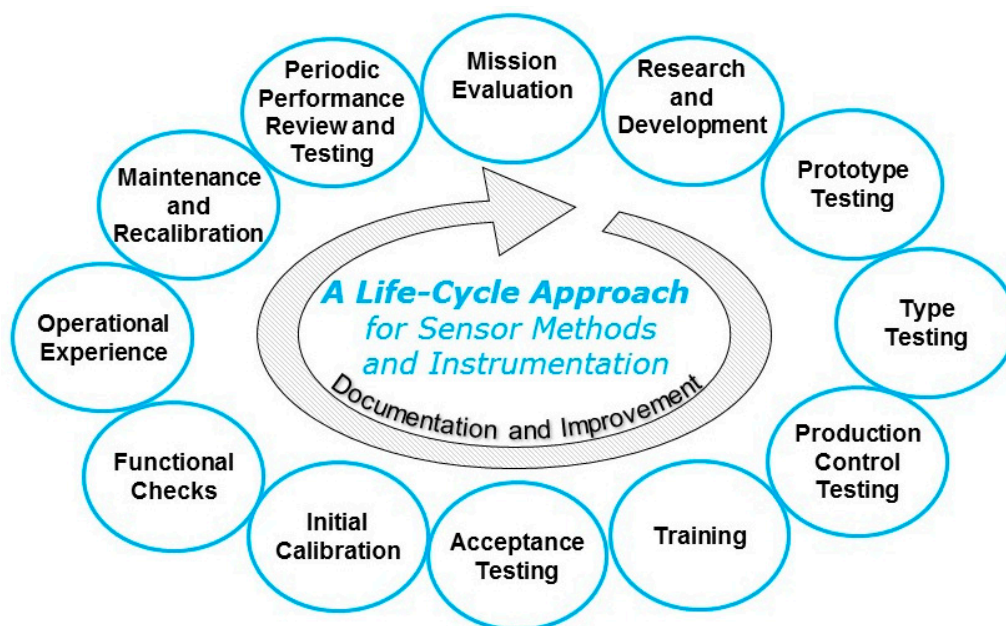 Mission
Evaluation
Research
and
Development
Prototype
Testing
Type
Testing
Production
Control
Testing
Training
Acceptance
Testing
Initial
Calibration
Functional
Checks
Operational
Experience
Maintenance
and
Recalibration
Periodic
Performance
Review and
Testing
A Life-Cycle Approach
for Sensor Methods
and Instrumentation
Documentation and Improvement